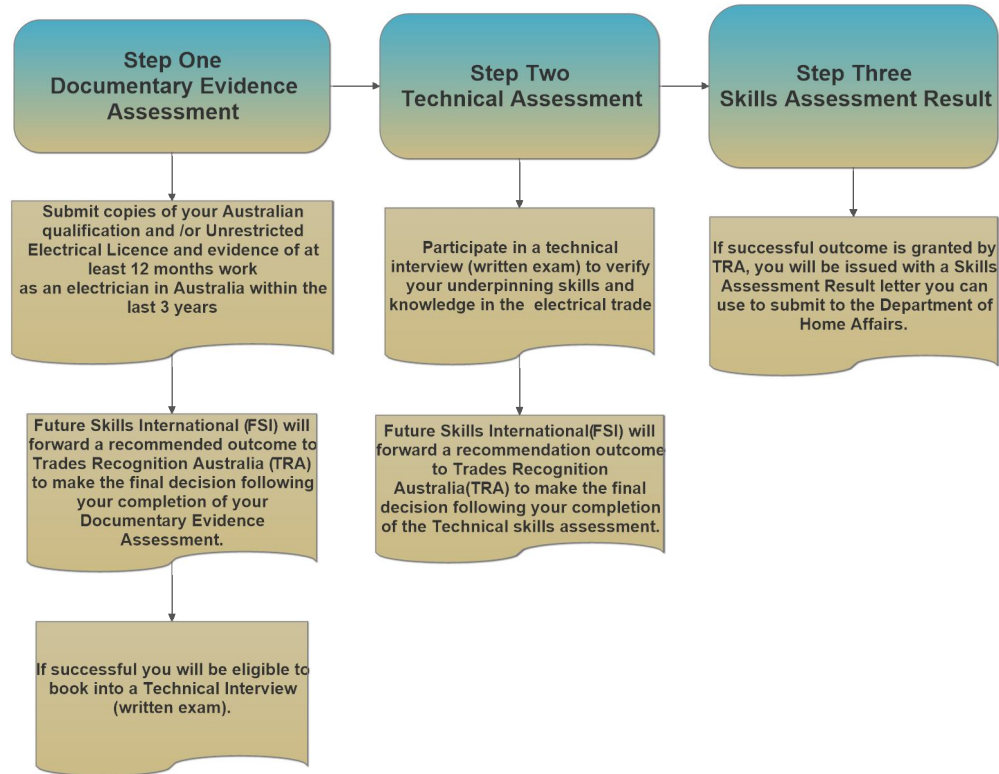 Step One
Documentary Evidence
Assessment
Step Two
Technical Assessment
Step Three
Skills Assessment Result
Submit copies of your Australian
qualification and /or Unrestricted
Electrical Licence and evidence of at
least 12 months work
as an electrician in Australia within the
last 3 years
Future Skills International (FSI) will
forward a recommended outcome to
Trades Recognition Australia (TRA)
to make the final decision following
your completion of your
Documentary Evidence
Assessment.
If successful you will be eligible to
book into a Technical Interview
(written exam).
Participate in a technical
interview (written exam) to verify
your underpinning skills and
knowledge in the electrical trade
Future Skills International(FSI) will
forward a recommendation outcome
to Trades Recognition
Australia(TRA) to make the final
decision following your completion
of the Technical skills assessment.
If successful outcome is granted by
TRA, you will be issued with a Skills
Assessment Result letter you can
use to submit to the Department of
Home Affairs.